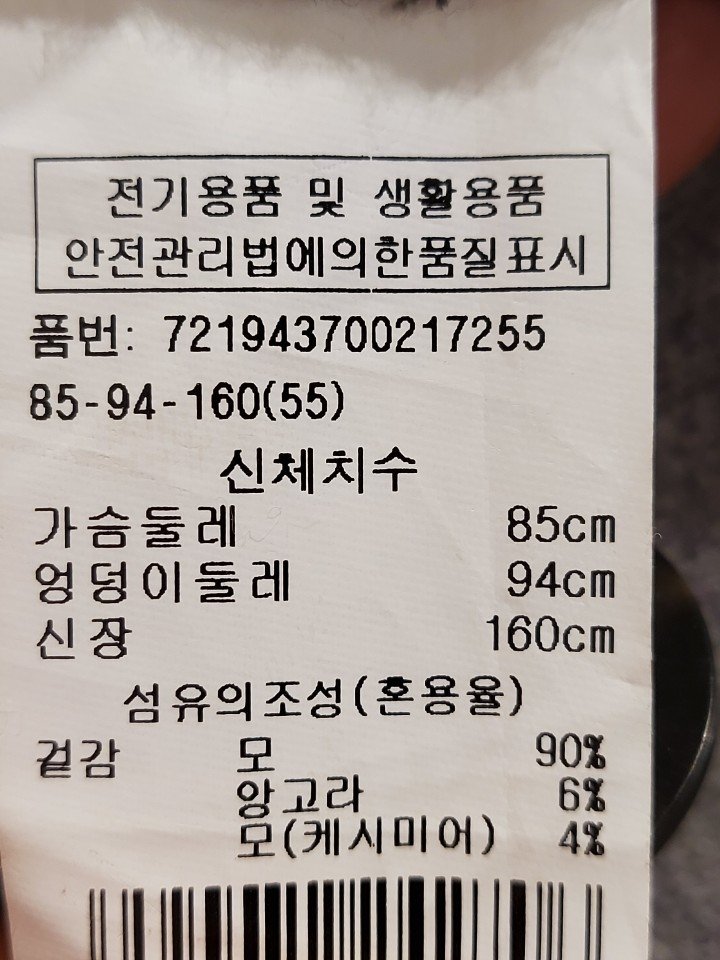 전기용품 및 생활용품
안전관리법에의한품질표시
품번: 721943700217255
85-94-160(55)
신체치수
가슴둘레 85cm
엉덩이둘레 94cm
신장 160cm
섬유의조성(혼용율)
겉감 모 90%
앙고라 6%
모(케시미어) 4%